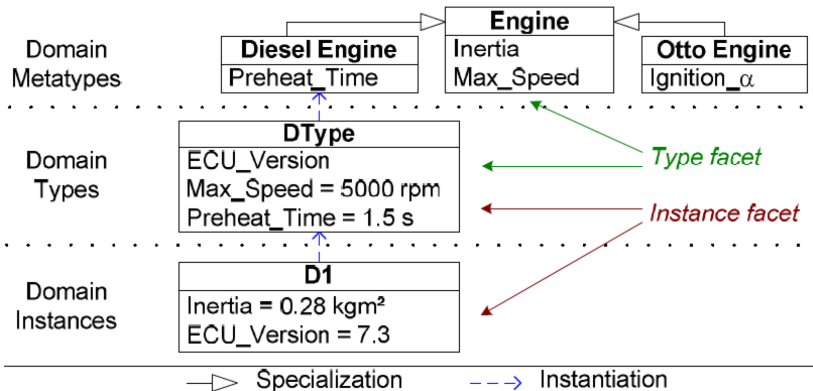 Engine
Domain
Metatypes
Diesel Engine
Preheat_Time
Inertia
Max_Speed
Otto Engine
Ignition_α
Domain
Types
DType
ECU_Version
Max_Speed = 5000 rpm
Preheat_Time = 1.5 s
Type facet
Instance facet
Domain
Instances
D1
Inertia = 0.28 kgm²
ECU_Version = 7.3
Specialization
Instantiation